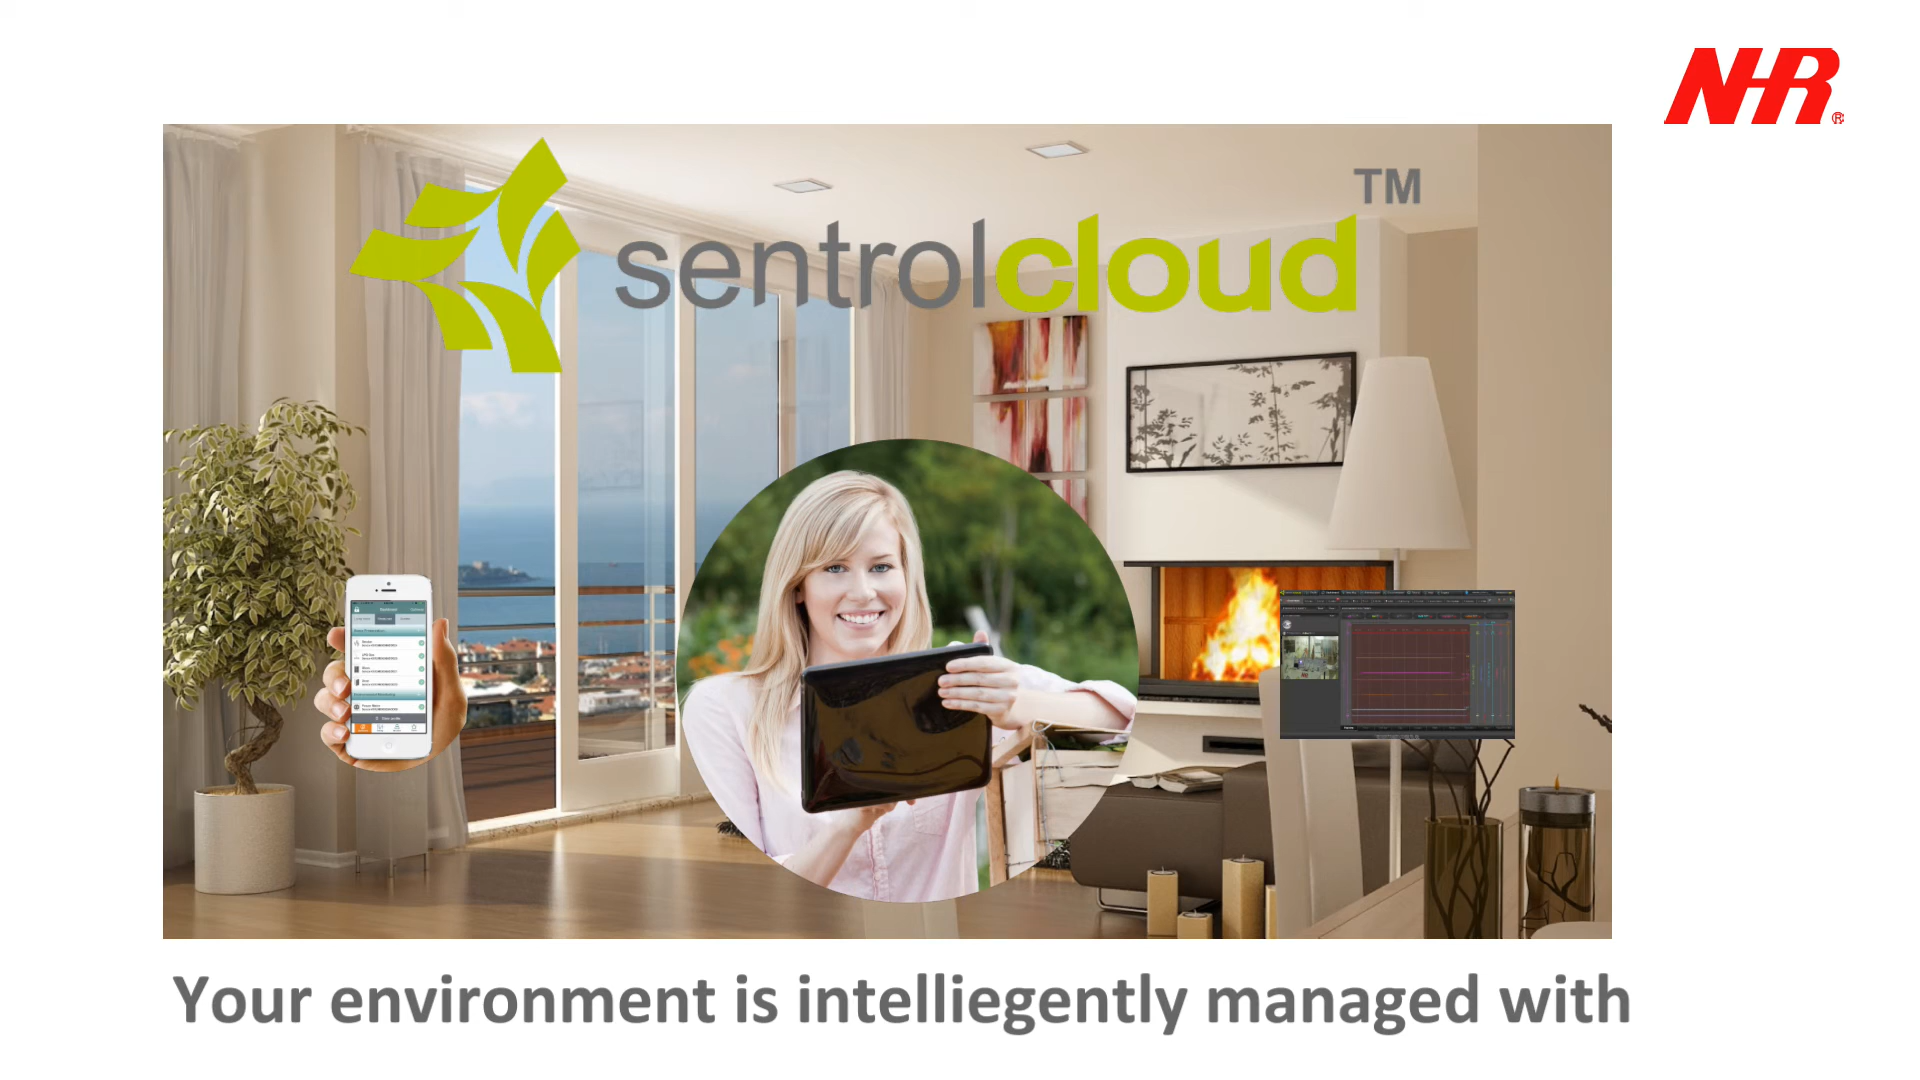 NHR®
sentrolcloud™
Your environment is intelliegently managed with